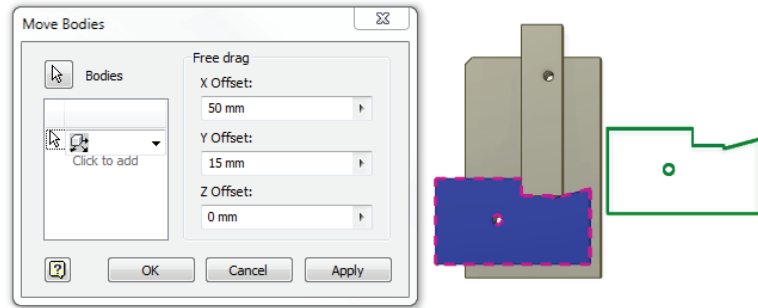 Move Bodies
Bodies
Click to add
Free drag
X Offset:
50 mm
Y Offset:
15 mm
Z Offset:
0 mm
?
OK
Cancel
Apply